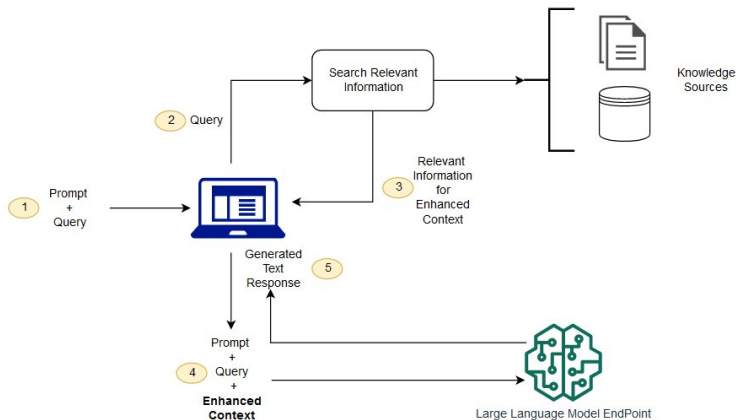 Search Relevant
Information
Knowledge
Sources
2
Query
1
Prompt
+
Query
3
Relevant
Information
for
Enhanced
Context
Generated
Text
Response
5
4
Prompt
+
Query
+
Enhanced
Context
Large Language Model EndPoint